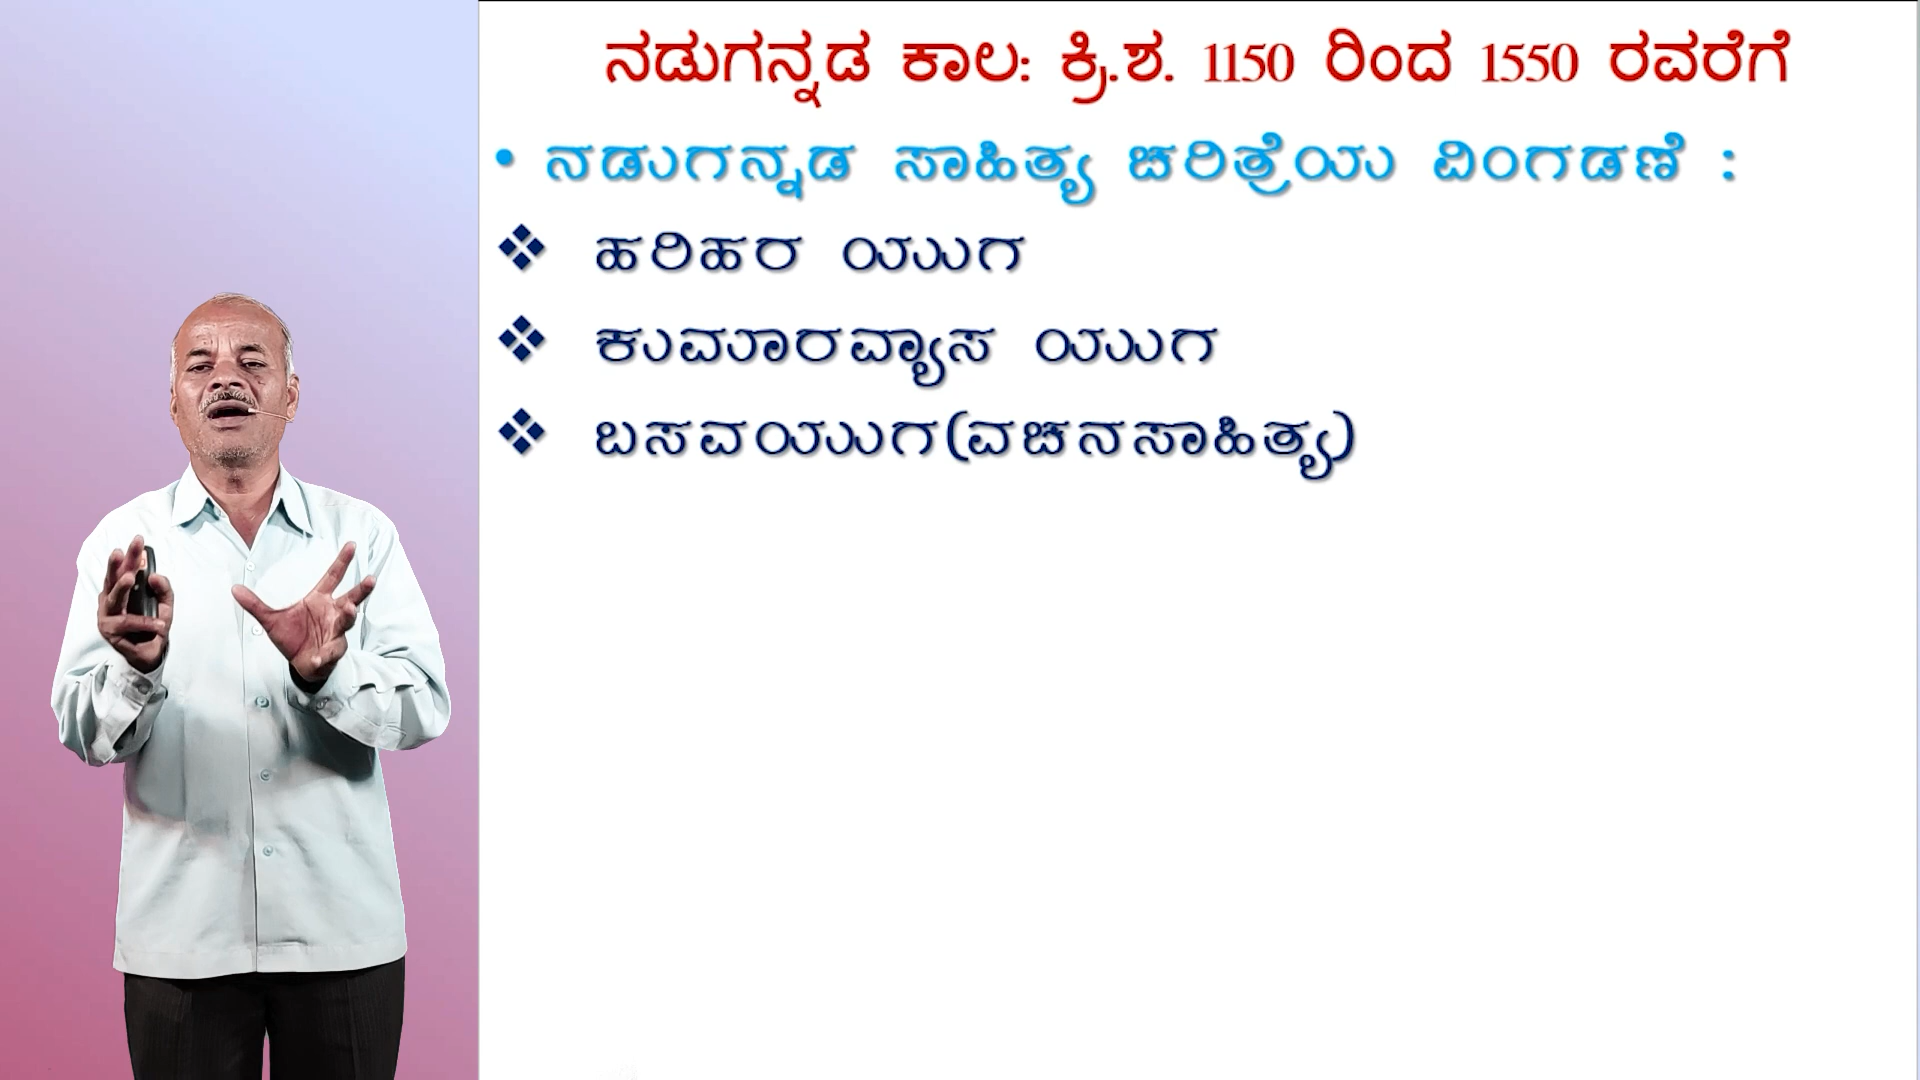 ನಡುಗನ್ನಡ ಕಾಲ: ಕ್ರಿ.ಶ. 1150 ರಿಂದ 1550 ರವರೆಗೆ
• ನಡುಗನ್ನಡ ಸಾಹಿತ್ಯ ಚರಿತ್ರೆಯ ವಿಂಗಡಣೆ :
❖ ಹರಿಹರ ಯುಗ
❖ ಕುಮಾರವ್ಯಾಸ ಯುಗ
❖ ಬಸವಯುಗ(ವಚನಸಾಹಿತ್ಯ)